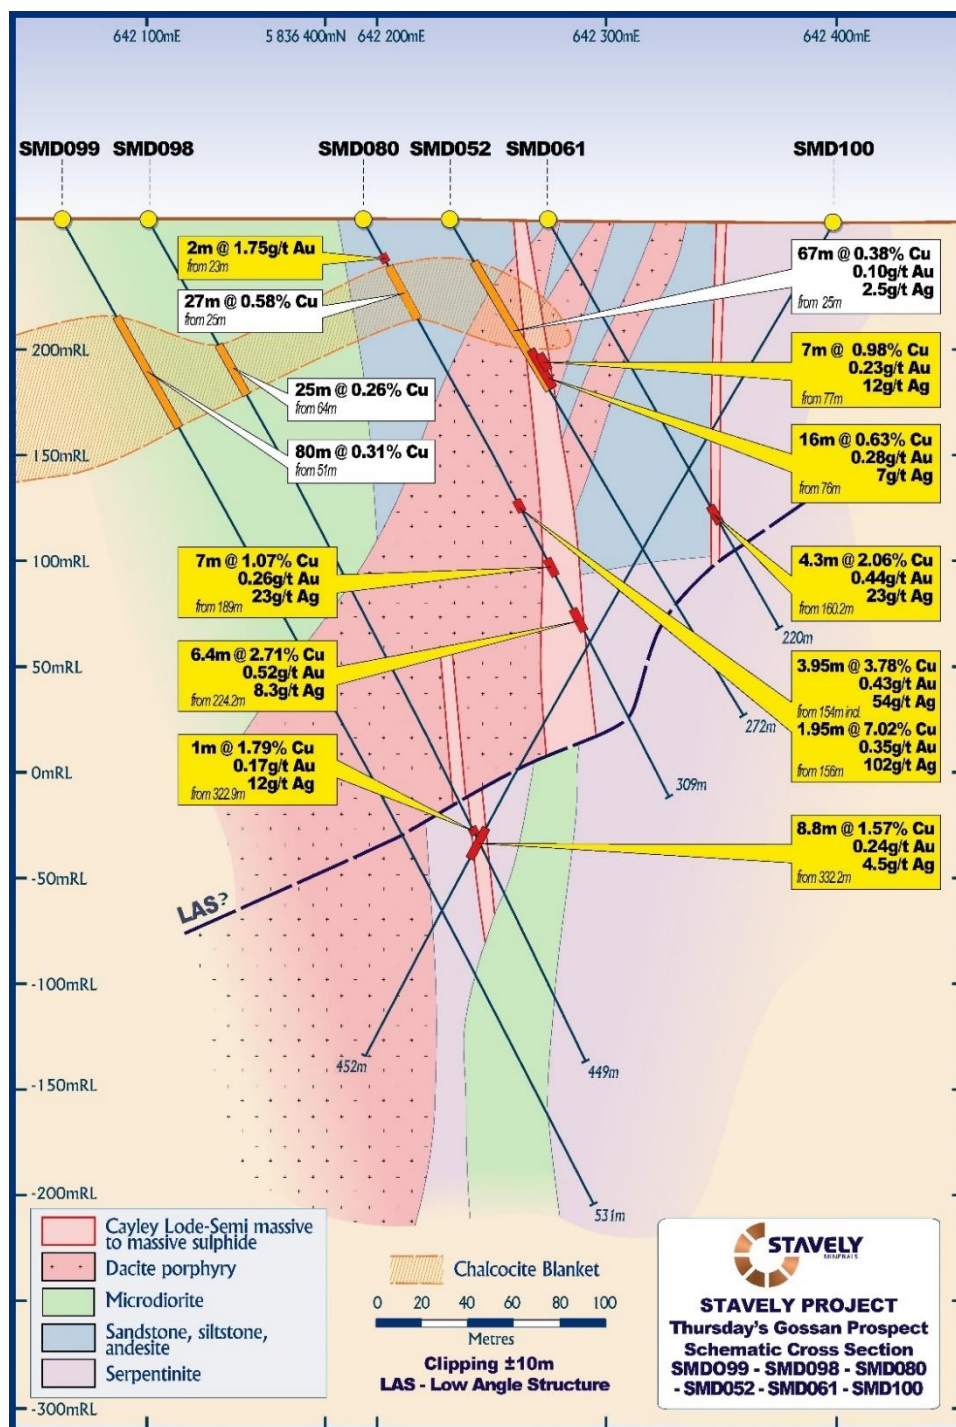 642 100mE 5 836 400mN 642 200mE 642 300mE 642 400mE
SMD099 SMD098 SMD080 SMD052 SMD061 SMD100
2m @ 1.75g/t Au
from 23m
27m @ 0.58% Cu
from 25m
67m @ 0.38% Cu
0.10g/t Au
2.5g/t Ag
from 25m
200mRL
7m @ 0.98% Cu
0.23g/t Au
12g/t Ag
from 77m
25m @ 0.26% Cu
from 64m
80m @ 0.31% Cu
from 51m
150mRL
16m @ 0.63% Cu
0.28g/t Au
7g/t Ag
from 76m
100mRL
7m @ 1.07% Cu
0.26g/t Au
23g/t Ag
from 189m
4.3m @ 2.06% Cu
0.44g/t Au
23g/t Ag
from 160.2m
220m
50mRL
6.4m @ 2.71% Cu
0.52g/t Au
8.3g/t Ag
from 224.2m
3.95m @ 3.78% Cu
0.43g/t Au
54g/t Ag
from 154m incl.
1.95m @ 7.02% Cu
0.35g/t Au
102g/t Ag
from 156m
272m
0mRL
1m @ 1.79% Cu
0.17g/t Au
12g/t Ag
from 322.9m
309m
8.8m @ 1.57% Cu
0.24g/t Au
4.5g/t Ag
from 332.2m
-50mRL
LAS?
-100mRL
452m
449m
-150mRL
-200mRL
531m
Cayley Lode-Semi massive
to massive sulphide
Dacite porphyry
Microdiorite
Sandstone, siltstone,
andesite
Serpentinite
Chalcocite Blanket
0 20 40 60 80 100
Metres
Clipping ±10m
LAS - Low Angle Structure
STAVELY
MINERALS
STAVELY PROJECT
Thursday's Gossan Prospect
Schematic Cross Section
SMDO99 - SMD098 - SMD080
- SMD052 - SMD061 - SMD100
-300mRL